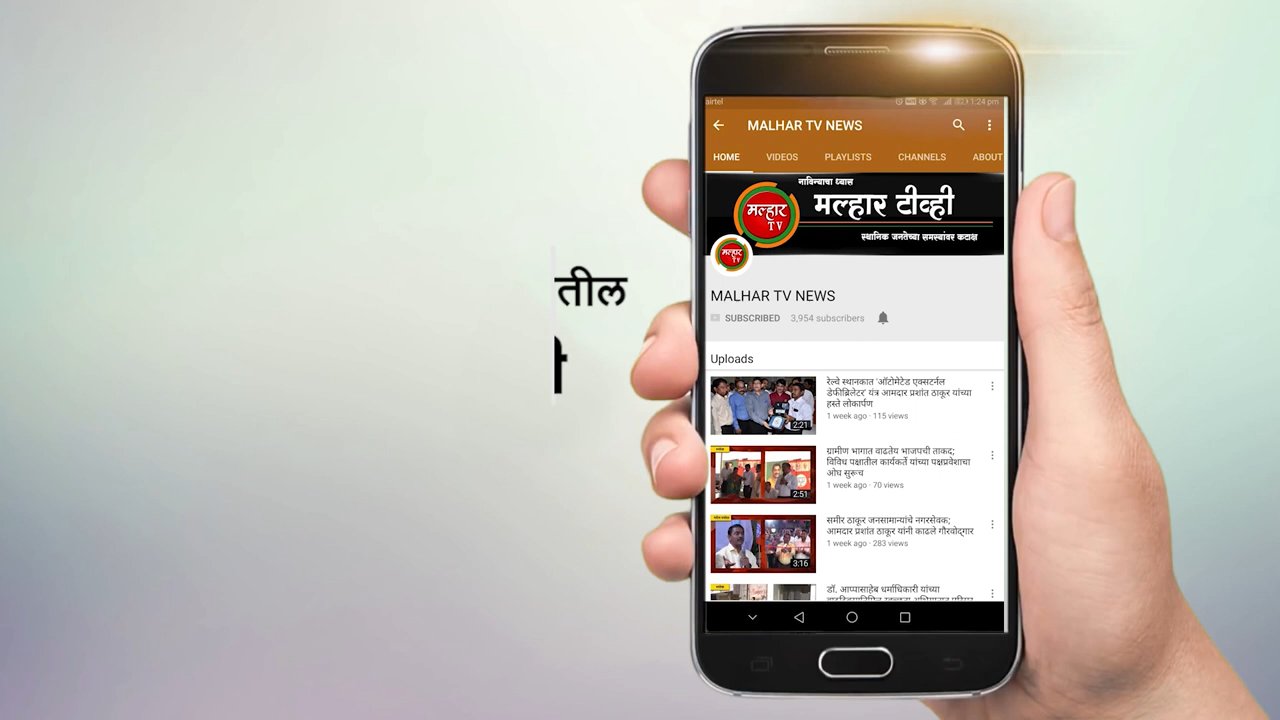 तील
airtel
1:24 pm
MALHAR TV NEWS
HOME VIDEOS PLAYLISTS CHANNELS ABOUT
नाविन्याचा ध्यास
मल्हार टीव्ही
मल्हार
TV
स्थानिक जनतेच्या समस्यांवर कटाक्ष
मल्हार
TV
MALHAR TV NEWS
SUBSCRIBED 3,954 subscribers
Uploads
रेल्वे स्थानकात 'ऑटोमेटेड एक्सटर्नल
डेफीब्रिलेटर' यंत्र आमदार प्रशांत ठाकूर यांच्या
हस्ते लोकार्पण
1 week ago · 115 views
2:21
ग्रामीण भागात वाढतेय भाजपची ताकद;
विविध पक्षातील कार्यकर्ते यांच्या पक्षप्रवेशाचा
ओघ सुरूच
1 week ago · 70 views
2:51
समीर ठाकूर जनसामान्यांचे नगरसेवक;
आमदार प्रशांत ठाकूर यांनी काढले गौरवोद्गार
1 week ago · 283 views
3:16
डॉ. आप्पासाहेब धर्माधिकारी यांच्या